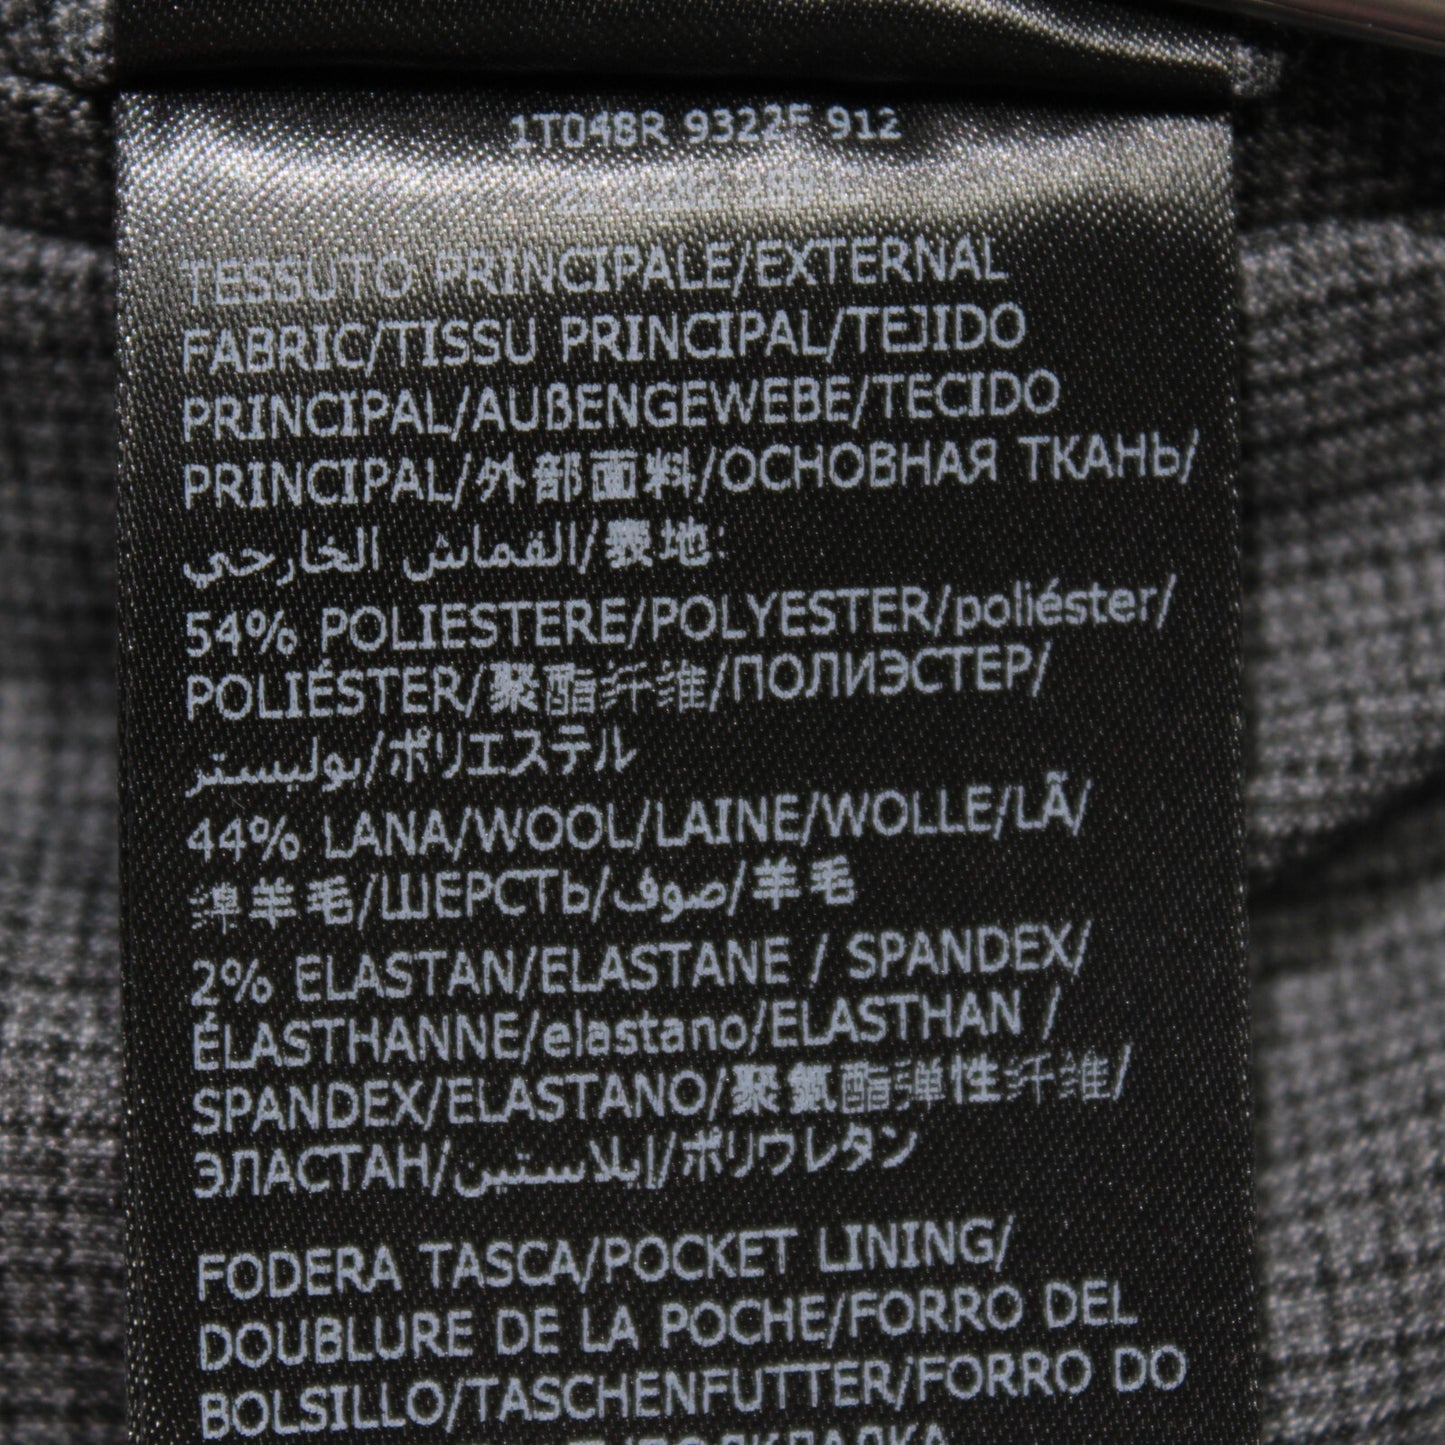 1T048R 9322F 912
TESSUTO PRINCIPALE/EXTERNAL
FABRIC/TISSU PRINCIPAL/TEJIDO
PRINCIPAL/AUßENGEWEBE/TECIDO
PRINCIPAL/外部面料/ОСНОВНАЯ ТКАНЬ/
القماش الخارجي/表地:
54% POLIESTERE/POLYESTER/poliéster/
POLIÉSTER/聚酯纤维/ПОЛИЭСТЕР/
بوليستر/ポリエステル
44% LANA/WOOL/LAINE/WOLLE/LÃ/
绵羊毛/ШЕРСТЬ/صوف/羊毛
2% ELASTAN/ELASTANE / SPANDEX/
ÉLASTHANNE/elastano/ELASTHAN /
SPANDEX/ELASTANO/聚氨酯弹性纤维/
ЭЛАСТАН/إيلاستين/ポリウレタン
FODERA TASCA/POCKET LINING/
DOUBLURE DE LA POCHE/FORRO DEL
BOLSILLO/TASCHENFUTTER/FORRO DO